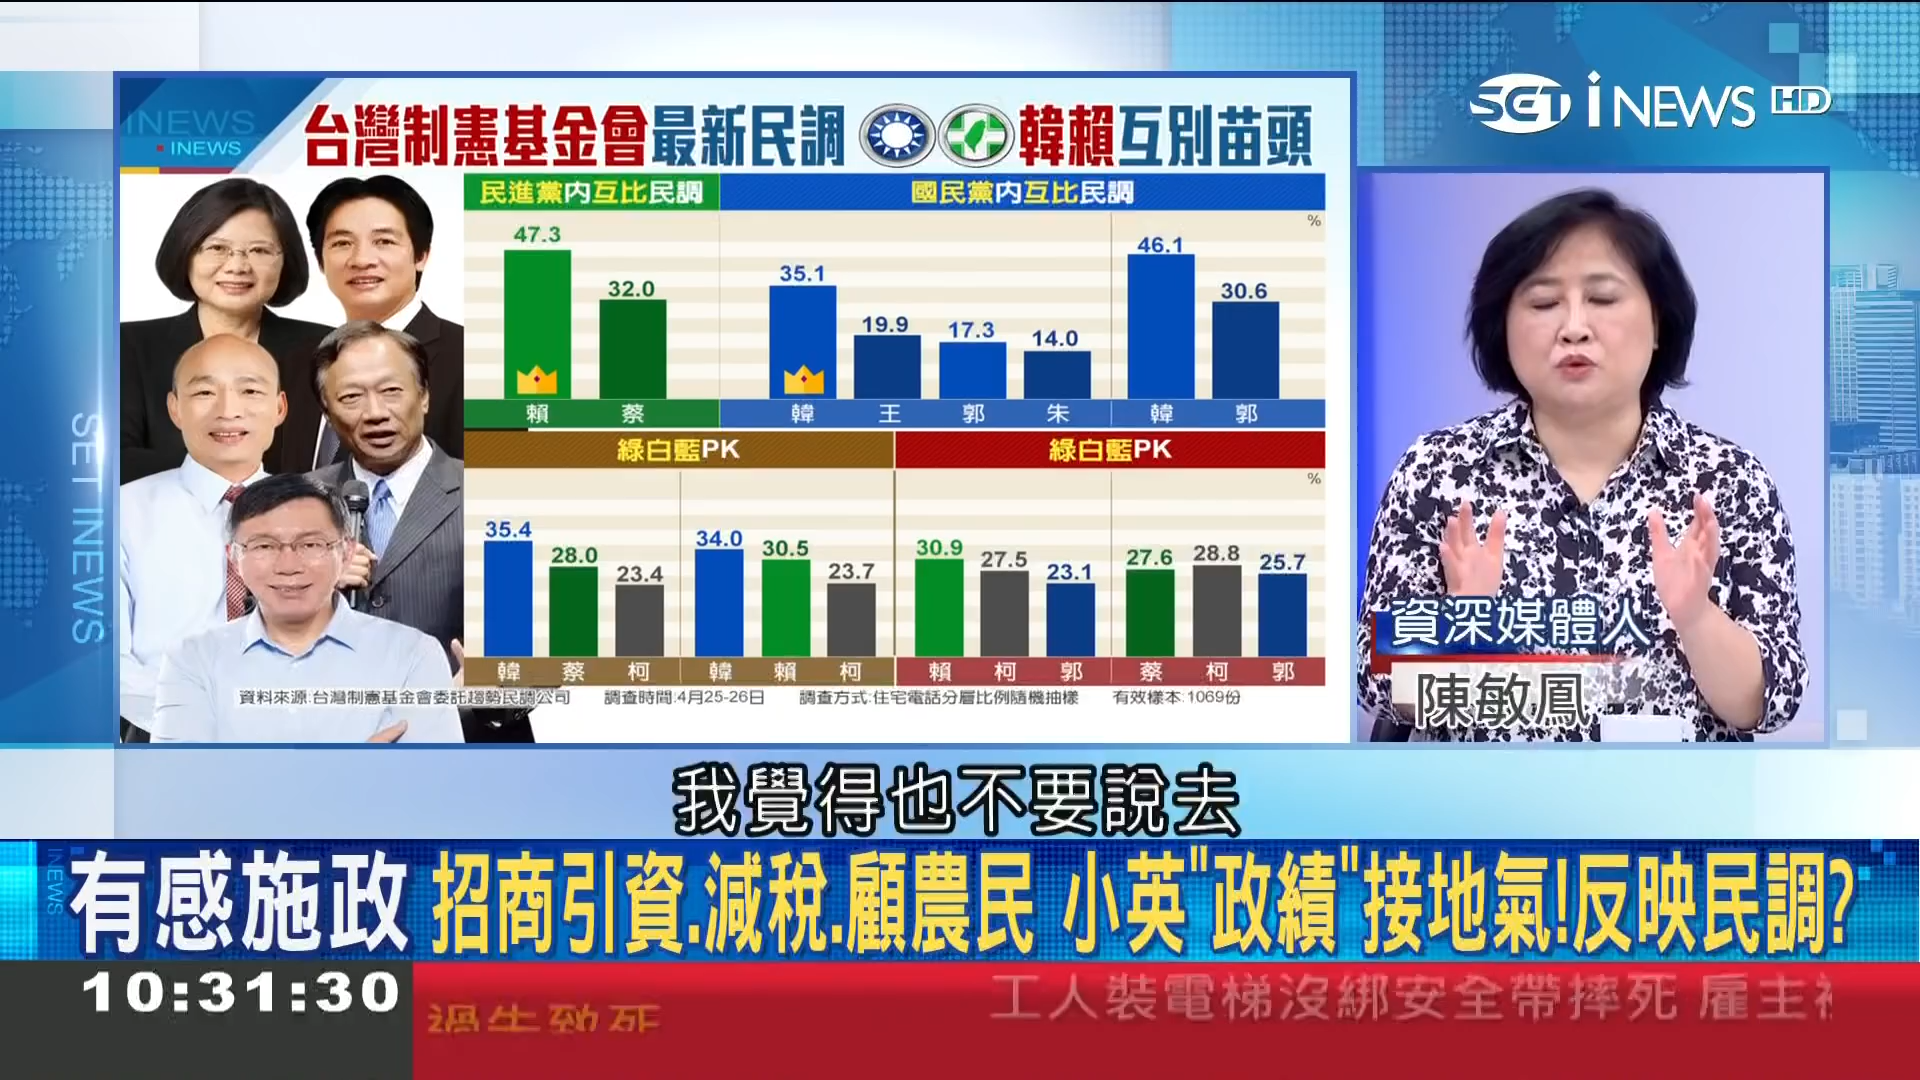 SET iNEWS HD
iNEWS
iNEWS
台灣制憲基金會最新民調 韓賴互別苗頭
民進黨內互比民調
國民黨內互比民調
%
47.3 32.0
35.1 19.9 17.3 14.0
46.1 30.6
賴 蔡
韓 王 郭 朱
韓 郭
綠白藍PK
綠白藍PK
%
35.4 28.0 23.4
34.0 30.5 23.7
30.9 27.5 23.1
27.6 28.8 25.7
韓 蔡 柯
韓 賴 柯
賴 柯 郭
蔡 柯 郭
資料來源:台灣制憲基金會委託趨勢民調公司 調查時間:4月25-26日 調查方式:住宅電話分層比例隨機抽樣 有效樣本:1069份
SET iNEWS
資深媒體人
陳敏鳳
我覺得也不要說去
iNEWS
有感施政 招商引資.減稅.顧農民 小英"政績"接地氣!反映民調?
10:31:30
過失致死
工人裝電梯沒綁安全帶摔死 雇主